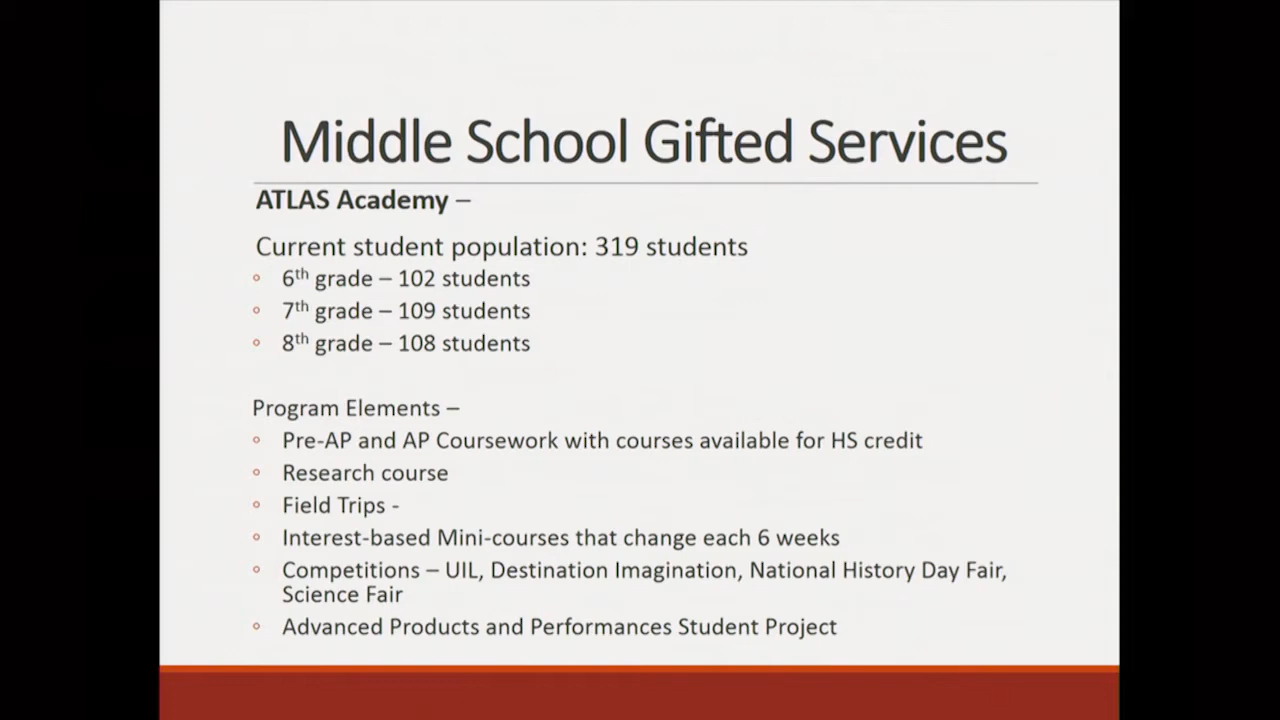 Middle School Gifted Services
ATLAS Academy –
Current student population: 319 students
◦ 6th grade – 102 students
◦ 7th grade – 109 students
◦ 8th grade – 108 students
Program Elements –
◦ Pre-AP and AP Coursework with courses available for HS credit
◦ Research course
◦ Field Trips -
◦ Interest-based Mini-courses that change each 6 weeks
◦ Competitions – UIL, Destination Imagination, National History Day Fair,
Science Fair
◦ Advanced Products and Performances Student Project